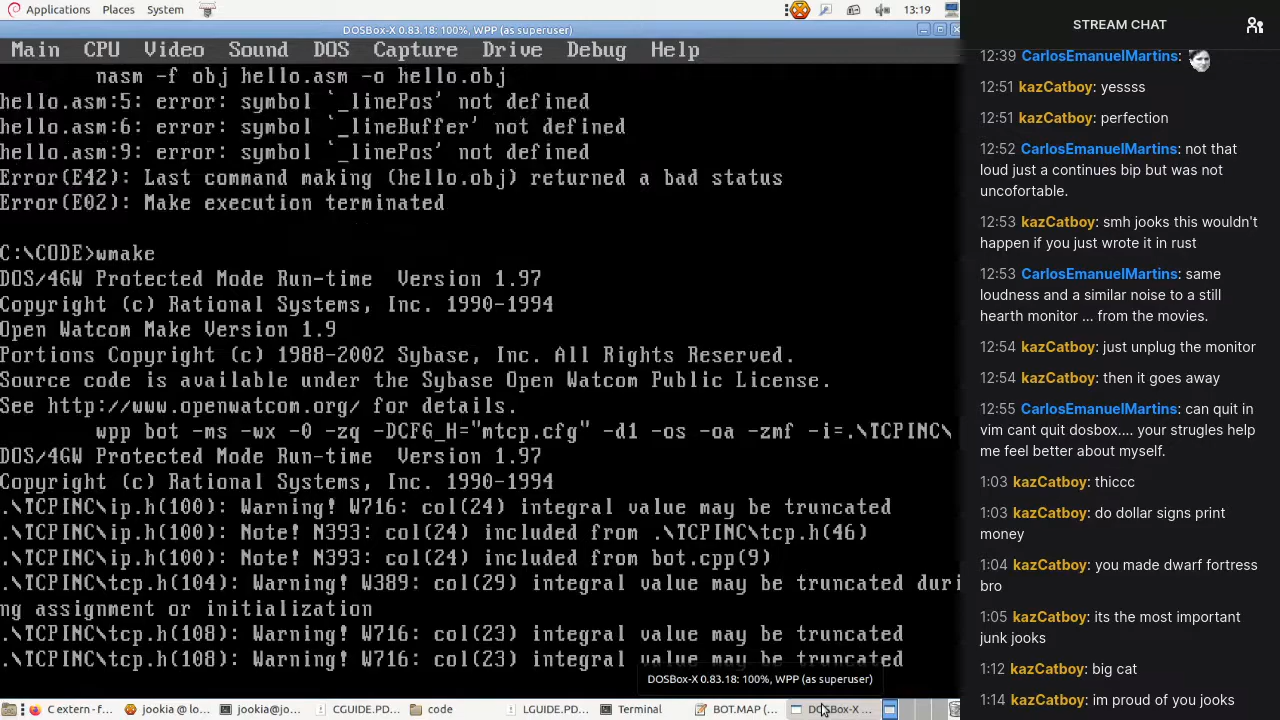 Applications Places System 13:19
DOSBox-X 0.83.18: 100%, WPP (as superuser)
Main CPU Video Sound DOS Capture Drive Debug Help
nasm -f obj hello.asm -o hello.obj
hello.asm:5: error: symbol `_linePos' not defined
hello.asm:6: error: symbol `_lineBuffer' not defined
hello.asm:9: error: symbol `_linePos' not defined
Error(E42): Last command making (hello.obj) returned a bad status
Error(E02): Make execution terminated
C:\CODE>wmake
DOS/4GW Protected Mode Run-time Version 1.97
Copyright (c) Rational Systems, Inc. 1990-1994
Open Watcom Make Version 1.9
Portions Copyright (c) 1988-2002 Sybase, Inc. All Rights Reserved.
Source code is available under the Sybase Open Watcom Public License.
See http://www.openwatcom.org/ for details.
wpp bot -ms -wx -0 -zq -DCFG_H="mtcp.cfg" -d1 -os -oa -zmf -i=.\TCPINC\
DOS/4GW Protected Mode Run-time Version 1.97
Copyright (c) Rational Systems, Inc. 1990-1994
.\TCPINC\ip.h(100): Warning! W716: col(24) integral value may be truncated
.\TCPINC\ip.h(100): Note! N393: col(24) included from .\TCPINC\tcp.h(46)
.\TCPINC\ip.h(100): Note! N393: col(24) included from bot.cpp(9)
.\TCPINC\tcp.h(104): Warning! W389: col(29) integral value may be truncated duri
ng assignment or initialization
.\TCPINC\tcp.h(108): Warning! W716: col(23) integral value may be truncated
.\TCPINC\tcp.h(108): Warning! W716: col(23) integral value may be truncated
DOSBox-X 0.83.18: 100%, WPP (as superuser)
C extern - f... jookia @ lo... jookia@jo... CGUIDE.PD... code LGUIDE.PD... Terminal BOT.MAP (... DOSBox-X ...
STREAM CHAT
12:39 CarlosEmanuelMartins:
12:51 kazCatboy: yessss
12:51 kazCatboy: perfection
12:52 CarlosEmanuelMartins: not that
loud just a continues bip but was not
uncofortable.
12:53 kazCatboy: smh jooks this wouldn't
happen if you just wrote it in rust
12:53 CarlosEmanuelMartins: same
loudness and a similar noise to a still
hearth monitor ... from the movies.
12:54 kazCatboy: just unplug the monitor
12:54 kazCatboy: then it goes away
12:55 CarlosEmanuelMartins: can quit in
vim cant quit dosbox.... your strugles help
me feel better about myself.
1:03 kazCatboy: thiccc
1:03 kazCatboy: do dollar signs print
money
1:04 kazCatboy: you made dwarf fortress
bro
1:05 kazCatboy: its the most important
junk jooks
1:12 kazCatboy: big cat
1:14 kazCatboy: im proud of you jooks